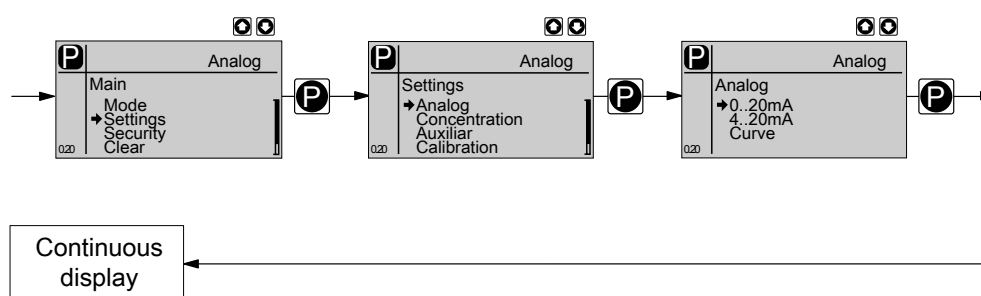 P
Analog
Main
Mode
Settings
Security
Clear
0.20
P
P
Analog
Settings
Analog
Concentration
Auxiliar
Calibration
0.20
P
P
Analog
Analog
0..20mA
4..20mA
Curve
0.20
P
Continuous
display